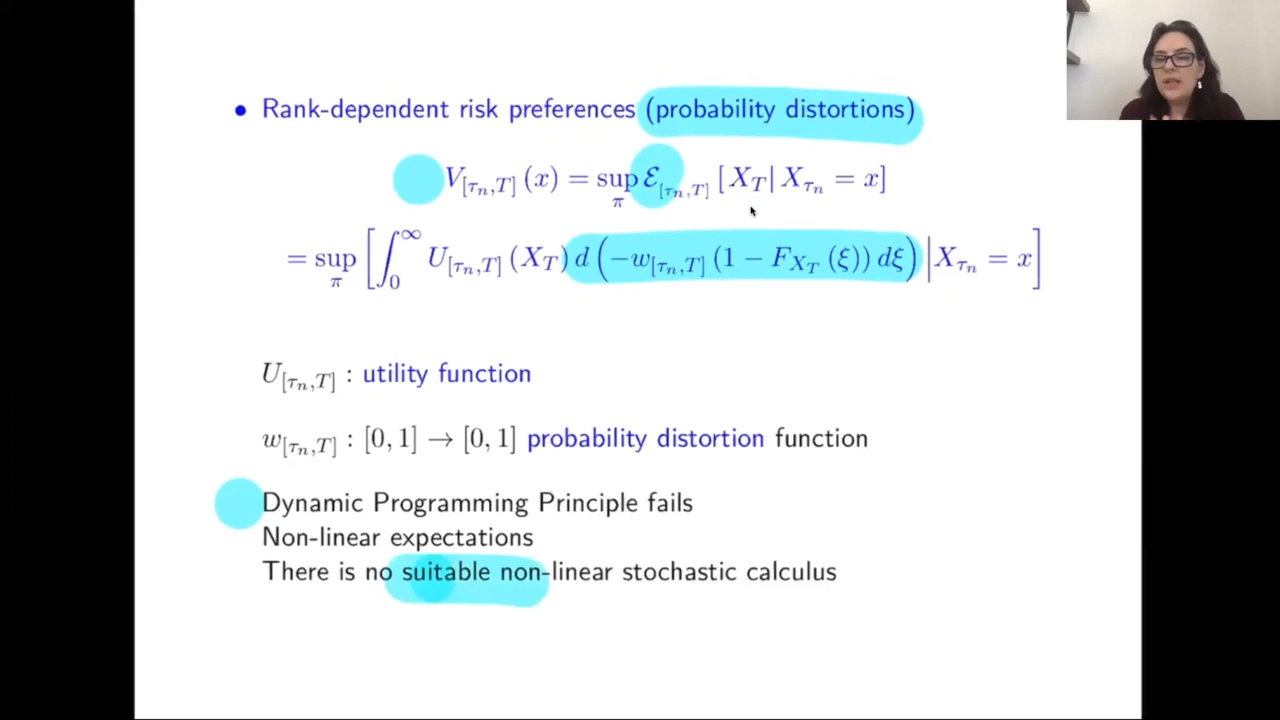 • Rank-dependent risk preferences (probability distortions)
V_{[τ_n,T]} (x) = sup_π ℰ_{[τ_n,T]} [ X_T | X_{τ_n} = x ]
= sup_π [ ∫_0^∞ U_{[τ_n,T]} (X_T) d ( −w_{[τ_n,T]} (1 − F_{X_T} (ξ)) dξ ) | X_{τ_n} = x ]
U_{[τ_n,T]} : utility function
w_{[τ_n,T]} : [0, 1] → [0, 1] probability distortion function
Dynamic Programming Principle fails
Non-linear expectations
There is no suitable non-linear stochastic calculus